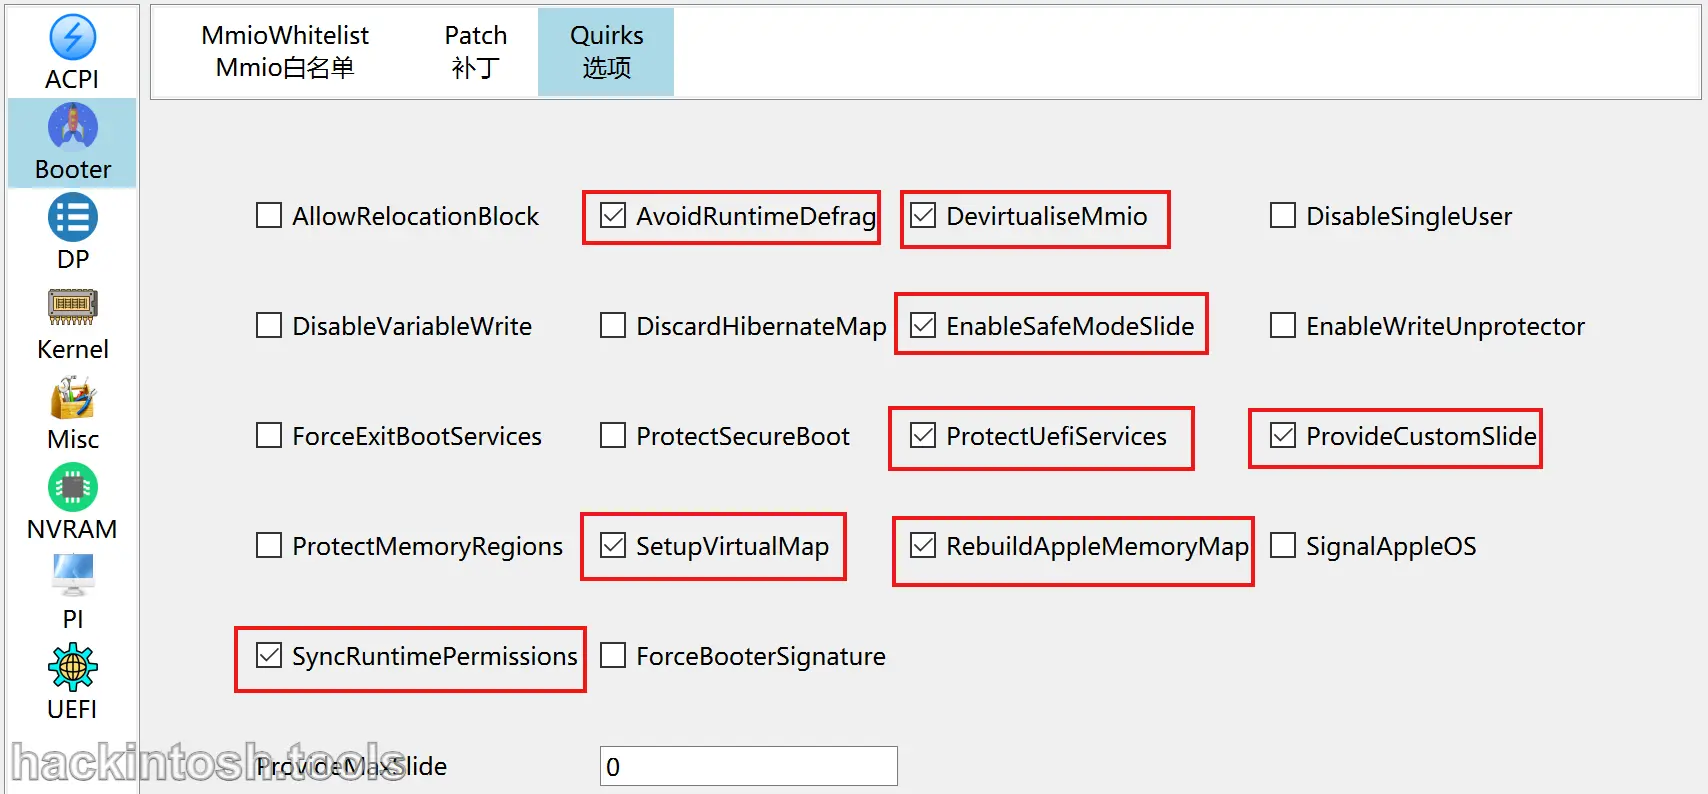 ACPI
Booter
DP
Kernel
Misc
NVRAM
PI
UEFI
MmioWhitelist
Mmio白名单
Patch
补丁
Quirks
选项
AllowRelocationBlock
AvoidRuntimeDefrag
DevirtualiseMmio
DisableSingleUser
DisableVariableWrite
DiscardHibernateMap
EnableSafeModeSlide
EnableWriteUnprotector
ForceExitBootServices
ProtectSecureBoot
ProtectUefiServices
ProvideCustomSlide
ProtectMemoryRegions
SetupVirtualMap
RebuildAppleMemoryMap
SignalAppleOS
SyncRuntimePermissions
ForceBooterSignature
ProvideMaxSlide
0
hackintosh.tools